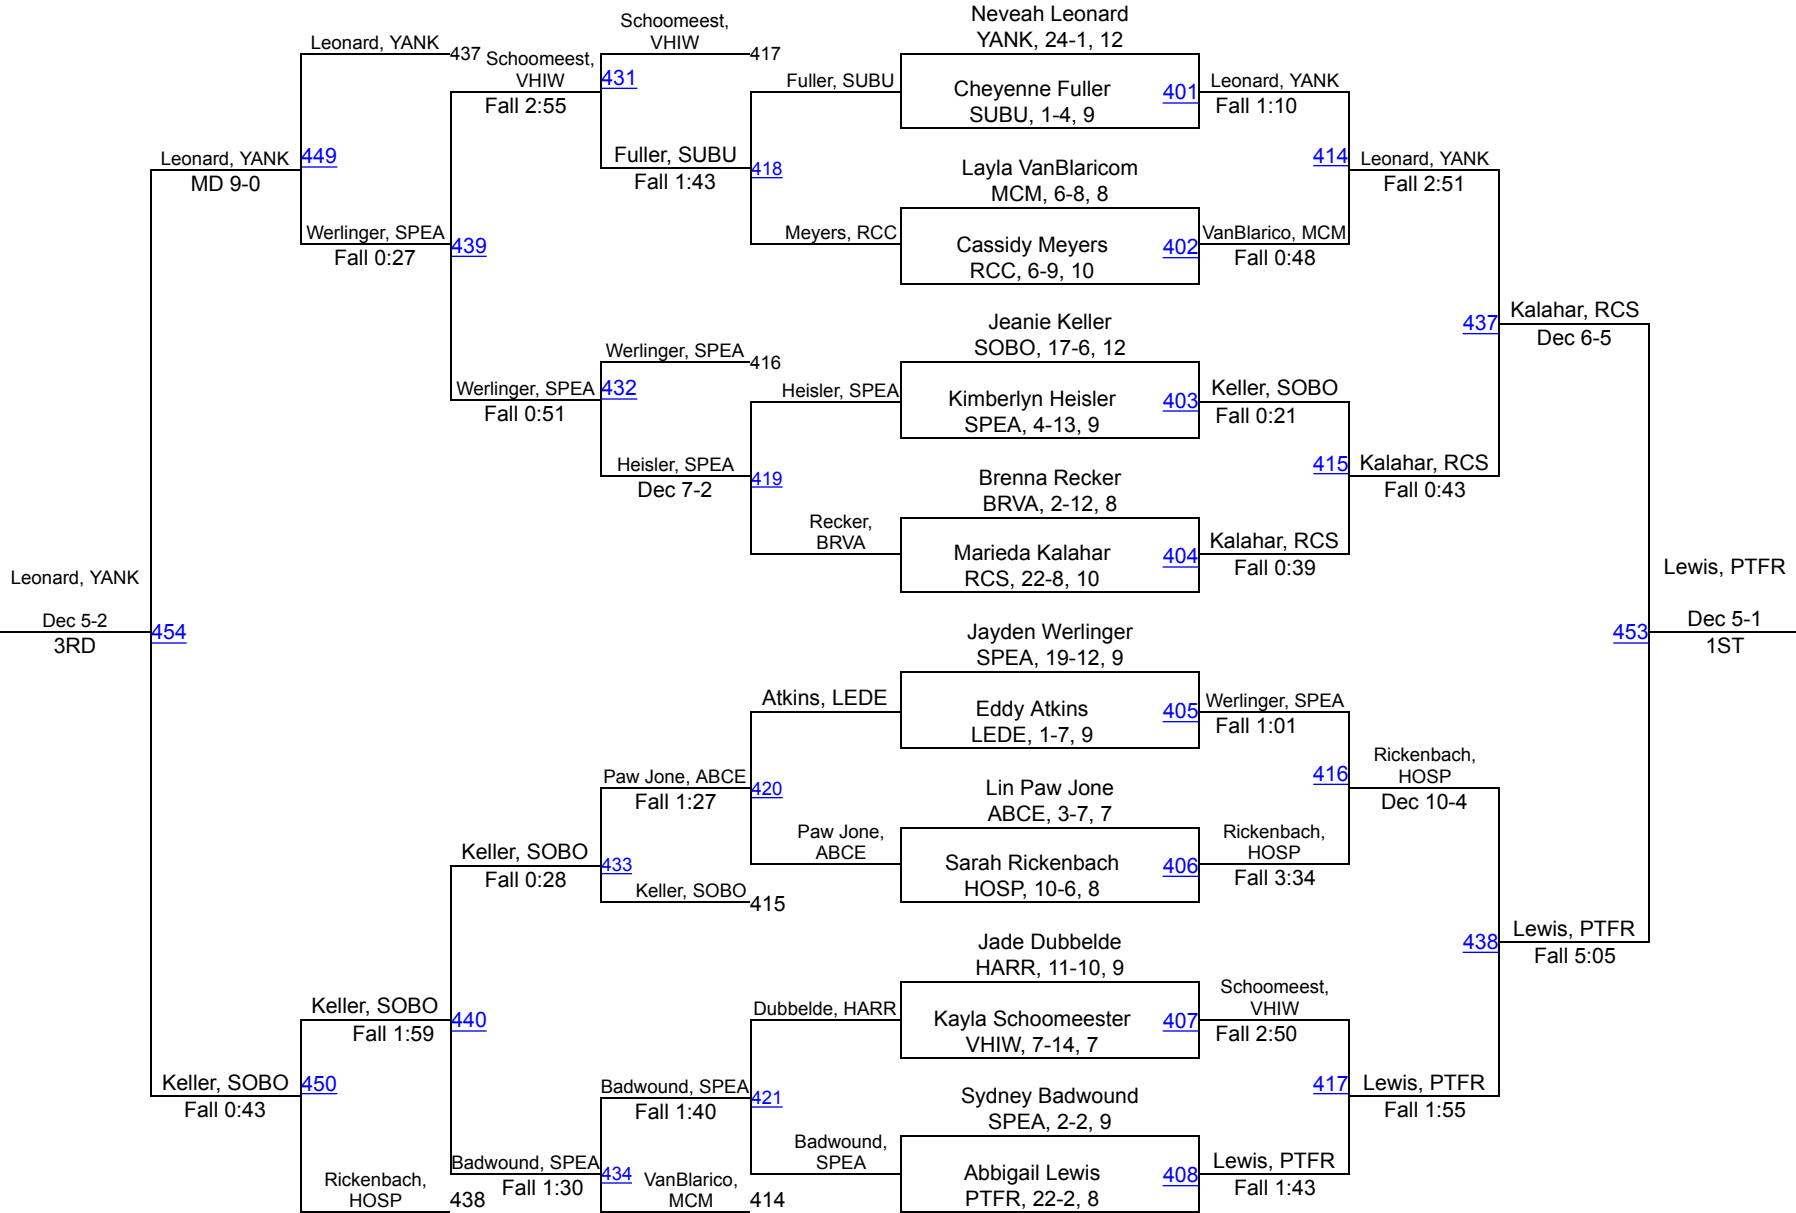 Neveah Leonard
YANK, 24-1, 12
Cheyenne Fuller
SUBU, 1-4, 9
401
Layla VanBlaricom
MCM, 6-8, 8
Cassidy Meyers
RCC, 6-9, 10
402
Jeanie Keller
SOBO, 17-6, 12
Kimberlyn Heisler
SPEA, 4-13, 9
403
Brenna Recker
BRVA, 2-12, 8
Marieda Kalahar
RCS, 22-8, 10
404
Jayden Werlinger
SPEA, 19-12, 9
Eddy Atkins
LEDE, 1-7, 9
405
Lin Paw Jone
ABCE, 3-7, 7
Sarah Rickenbach
HOSP, 10-6, 8
406
Jade Dubbelde
HARR, 11-10, 9
Kayla Schoomeester
VHIW, 7-14, 7
407
Sydney Badwound
SPEA, 2-2, 9
Abbigail Lewis
PTFR, 22-2, 8
408
Leonard, YANK
Fall 1:10
414
VanBlarico, MCM
Fall 0:48
Keller, SOBO
Fall 0:21
415
Kalahar, RCS
Fall 0:39
Werlinger, SPEA
Fall 1:01
416
Rickenbach,
HOSP
Fall 3:34
Schoomeest,
VHIW
Fall 2:50
417
Lewis, PTFR
Fall 1:43
Leonard, YANK
Fall 2:51
437
Kalahar, RCS
Fall 0:43
Rickenbach,
HOSP
Dec 10-4
438
Lewis, PTFR
Fall 1:55
Kalahar, RCS
Dec 6-5
453
Lewis, PTFR
Fall 5:05
Lewis, PTFR
Dec 5-1
1ST
Fuller, SUBU
418
Meyers, RCC
Heisler, SPEA
419
Recker,
BRVA
Atkins, LEDE
420
Paw Jone,
ABCE
Dubbelde, HARR
421
Badwound,
SPEA
Schoomeest,
VHIW
417
431
Fuller, SUBU
Fall 1:43
Werlinger, SPEA
416
432
Heisler, SPEA
Dec 7-2
Paw Jone, ABCE
Fall 1:27
433
Keller, SOBO
415
Badwound, SPEA
Fall 1:40
434
VanBlarico,
MCM
414
Schoomeest,
VHIW
Fall 2:55
439
Werlinger, SPEA
Fall 0:51
Keller, SOBO
Fall 0:28
440
Badwound, SPEA
Fall 1:30
Leonard, YANK
437
449
Werlinger, SPEA
Fall 0:27
Keller, SOBO
Fall 1:59
450
Rickenbach,
HOSP
438
Leonard, YANK
MD 9-0
454
Keller, SOBO
Fall 0:43
Leonard, YANK
Dec 5-2
3RD